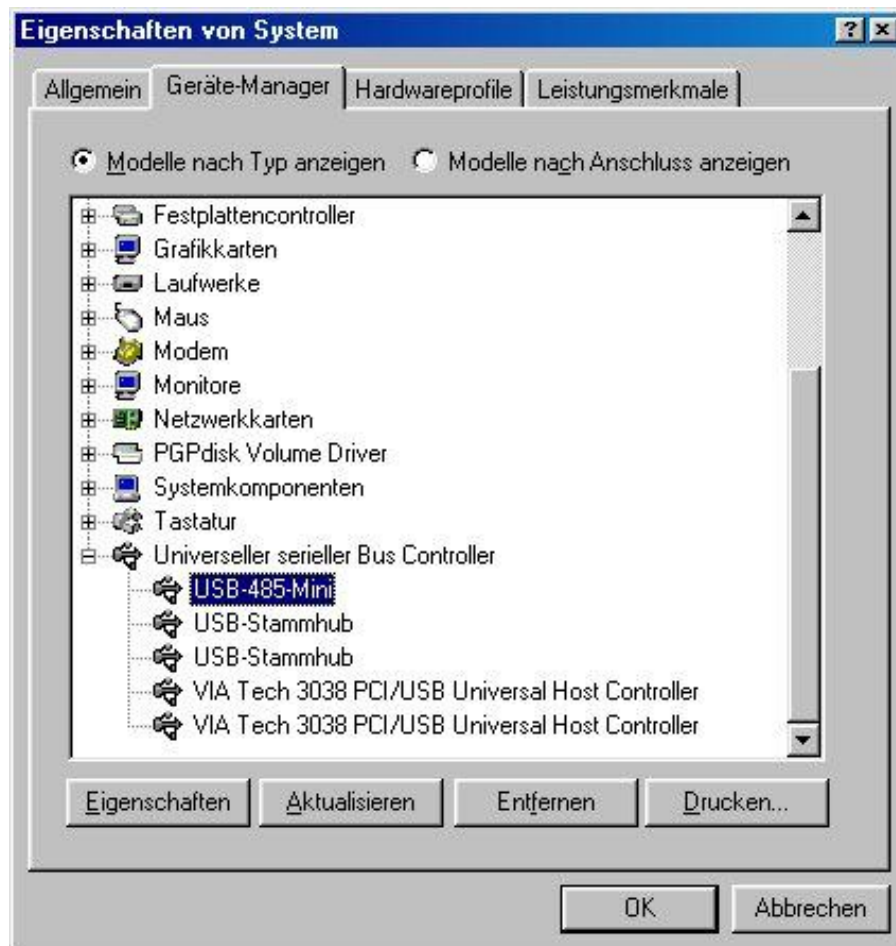 Eigenschaften von System
Allgemein Geräte-Manager Hardwareprofile Leistungsmerkmale
Modelle nach Typ anzeigen Modelle nach Anschluss anzeigen
Festplattencontroller
Grafikkarten
Laufwerke
Maus
Modem
Monitore
Netzwerkkarten
PGPdisk Volume Driver
Systemkomponenten
Tastatur
Universeller serieller Bus Controller
USB-485-Mini
USB-Stammhub
USB-Stammhub
VIA Tech 3038 PCI/USB Universal Host Controller
VIA Tech 3038 PCI/USB Universal Host Controller
Eigenschaften Aktualisieren Entfernen Drucken...
OK Abbrechen